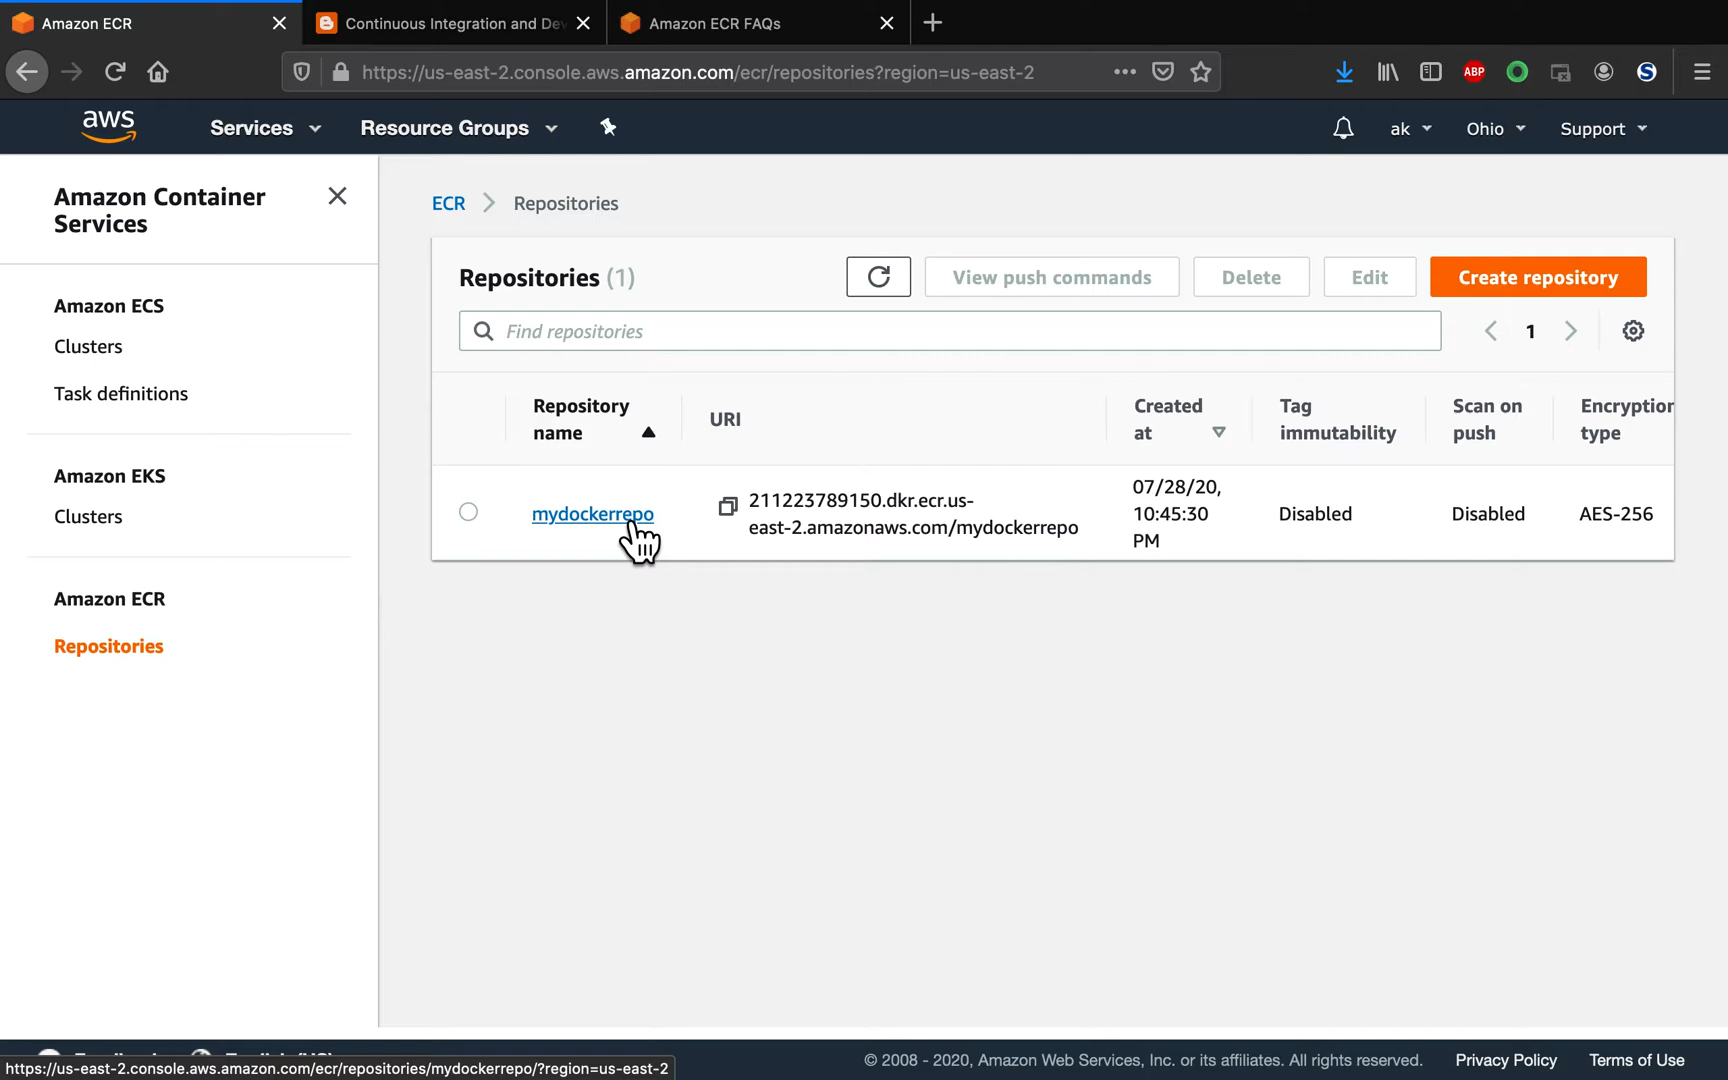 Amazon ECR
Continuous Integration and Dev
Amazon ECR FAQs
https://us-east-2.console.aws.amazon.com/ecr/repositories?region=us-east-2
ABP
S
aws
Services
Resource Groups
ak
Ohio
Support
Amazon Container
Services
Amazon ECS
Clusters
Task definitions
Amazon EKS
Clusters
Amazon ECR
Repositories
ECR
Repositories
Repositories (1)
View push commands
Delete
Edit
Create repository
Find repositories
1
Repository
name
URI
Created
at
Tag
immutability
Scan on
push
Encryption
type
mydockerrepo
211223789150.dkr.ecr.us-
east-2.amazonaws.com/mydockerrepo
07/28/20,
10:45:30
PM
Disabled
Disabled
AES-256
© 2008 - 2020, Amazon Web Services, Inc. or its affiliates. All rights reserved.
Privacy Policy
Terms of Use
https://us-east-2.console.aws.amazon.com/ecr/repositories/mydockerrepo/?region=us-east-2